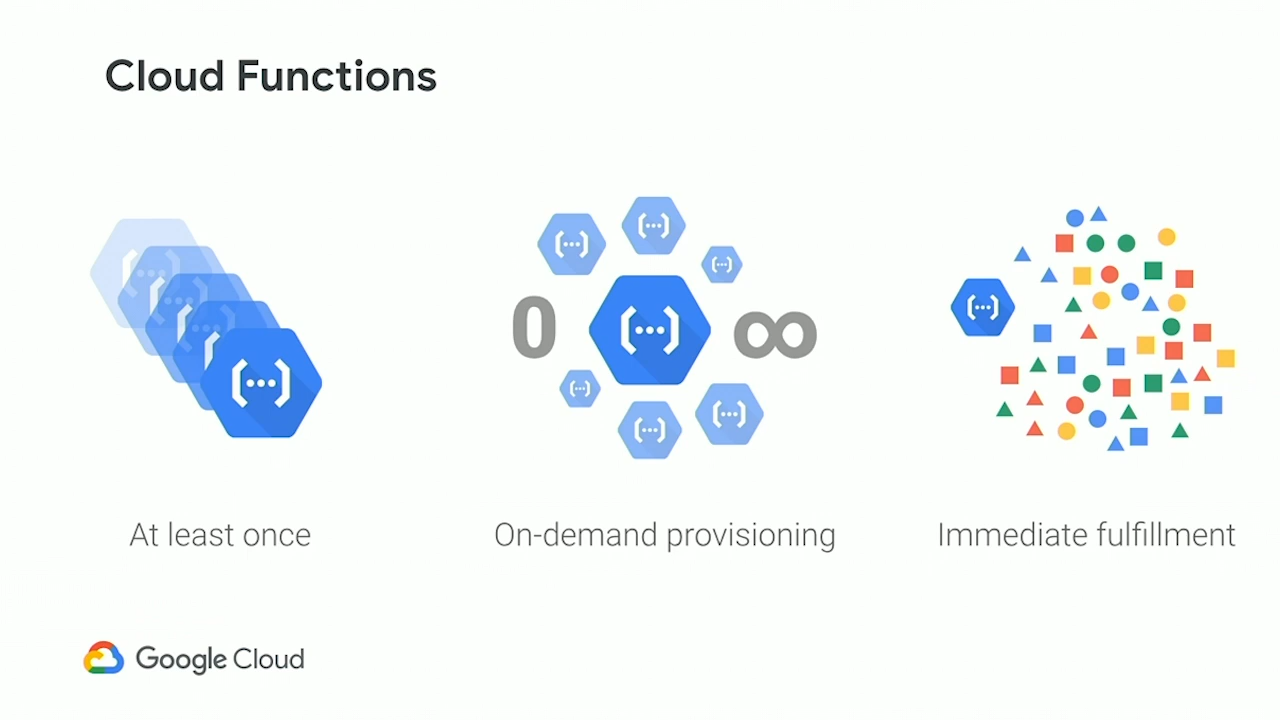 Cloud Functions
0
∞
At least once
On-demand provisioning
Immediate fulfillment
Google Cloud